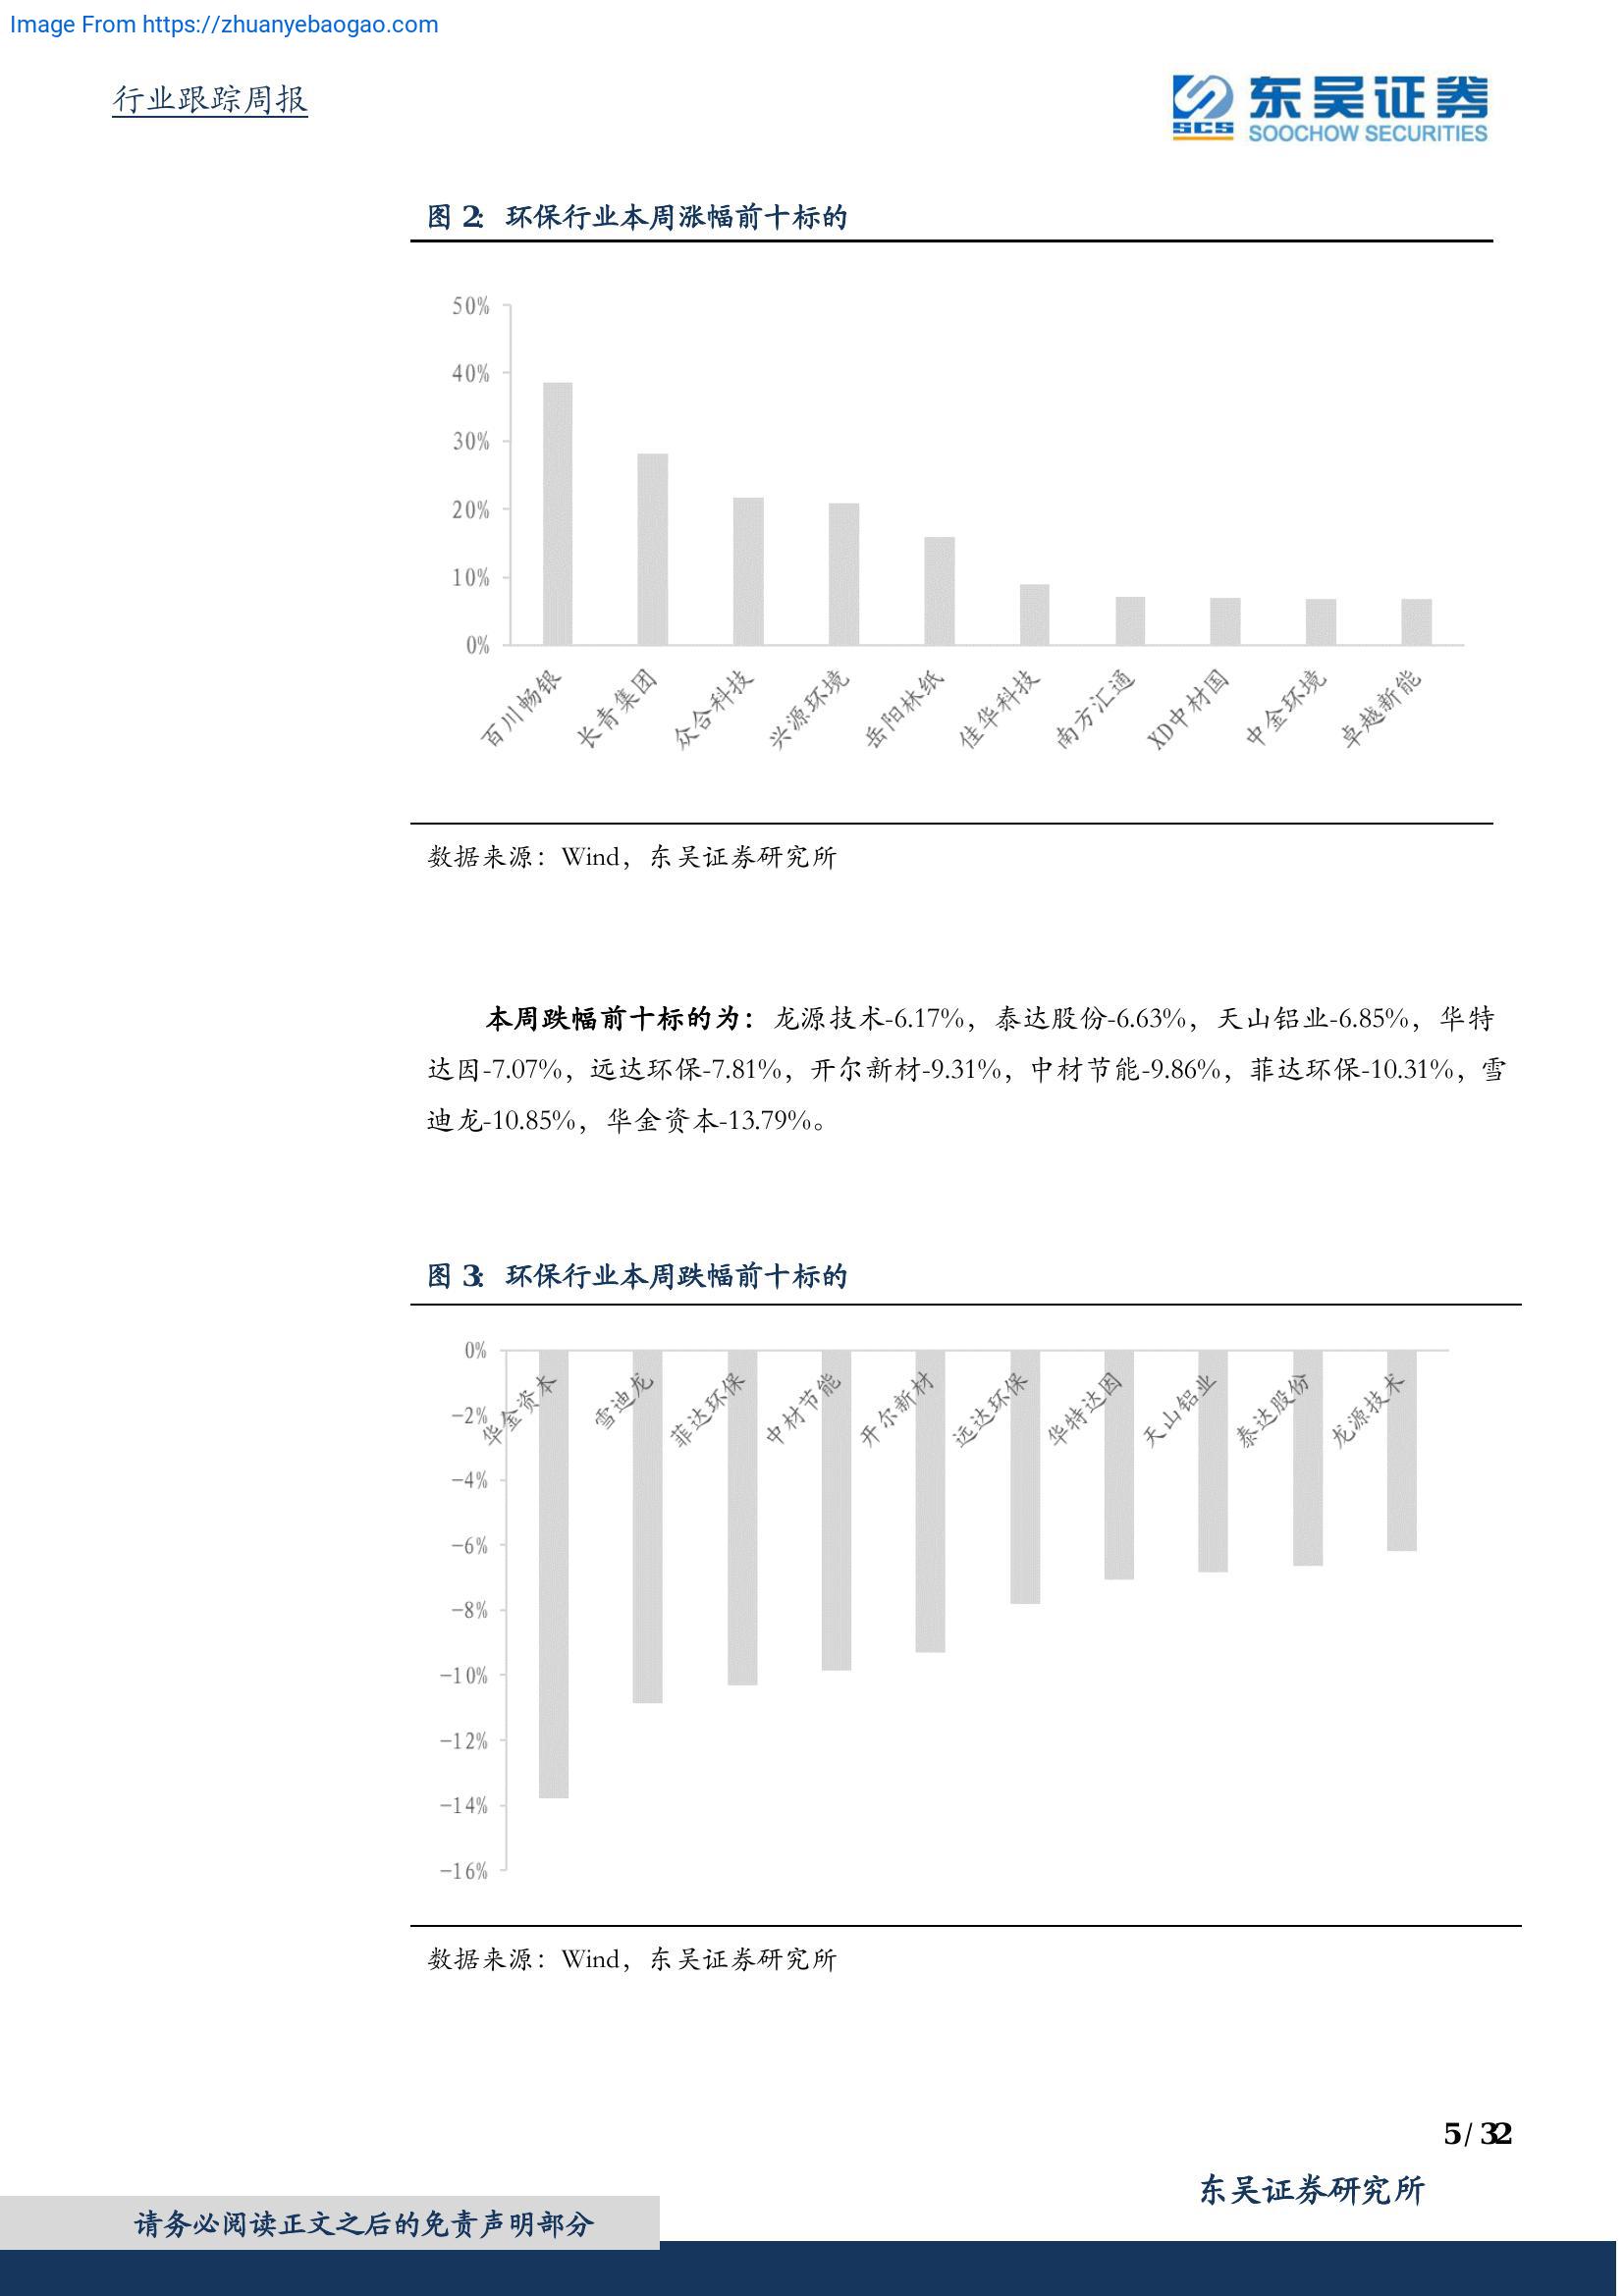 Image From https://zhuanyebaogao.com
行业跟踪周报
东吴证券
SCS
SOOCHOW SECURITIES
图 2： 环保行业本周涨幅前十标的
50%
40%
30%
20%
10%
0%
百川畅银
长青集团
众合科技
兴源环境
岳阳林纸
佳华科技
南方汇通
XD中材国
中金环境
卓越新能
数据来源：Wind，东吴证券研究所
本周跌幅前十标的为：龙源技术-6.17%，泰达股份-6.63%，天山铝业-6.85%，华特
达因-7.07%，远达环保-7.81%，开尔新材-9.31%，中材节能-9.86%，菲达环保-10.31%，雪
迪龙-10.85%，华金资本-13.79%。
图 3： 环保行业本周跌幅前十标的
0%
-2%
-4%
-6%
-8%
-10%
-12%
-14%
-16%
华金资本
雪迪龙
菲达环保
中材节能
开尔新材
远达环保
华特达因
天山铝业
泰达股份
龙源技术
数据来源：Wind，东吴证券研究所
5 / 32
东吴证券研究所
请务必阅读正文之后的免责声明部分